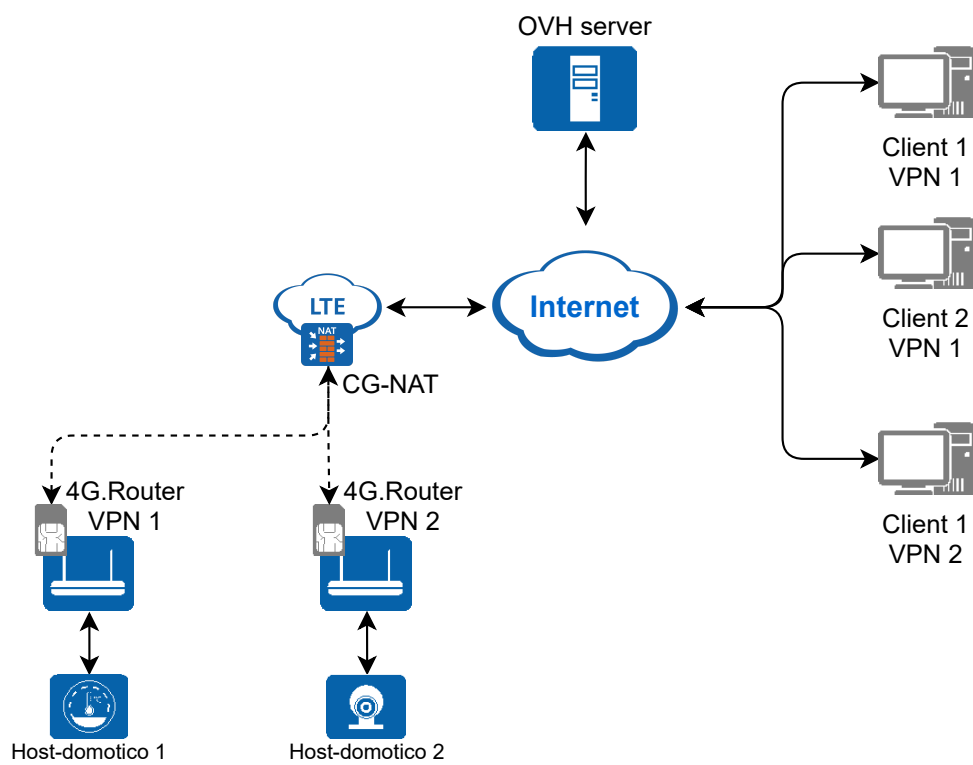 OVH server
Client 1
VPN 1
Internet
Client 2
VPN 1
LTE
NAT
CG-NAT
4G.Router
VPN 1
4G.Router
VPN 2
Client 1
VPN 2
°C
Host-domotico 1
Host-domotico 2